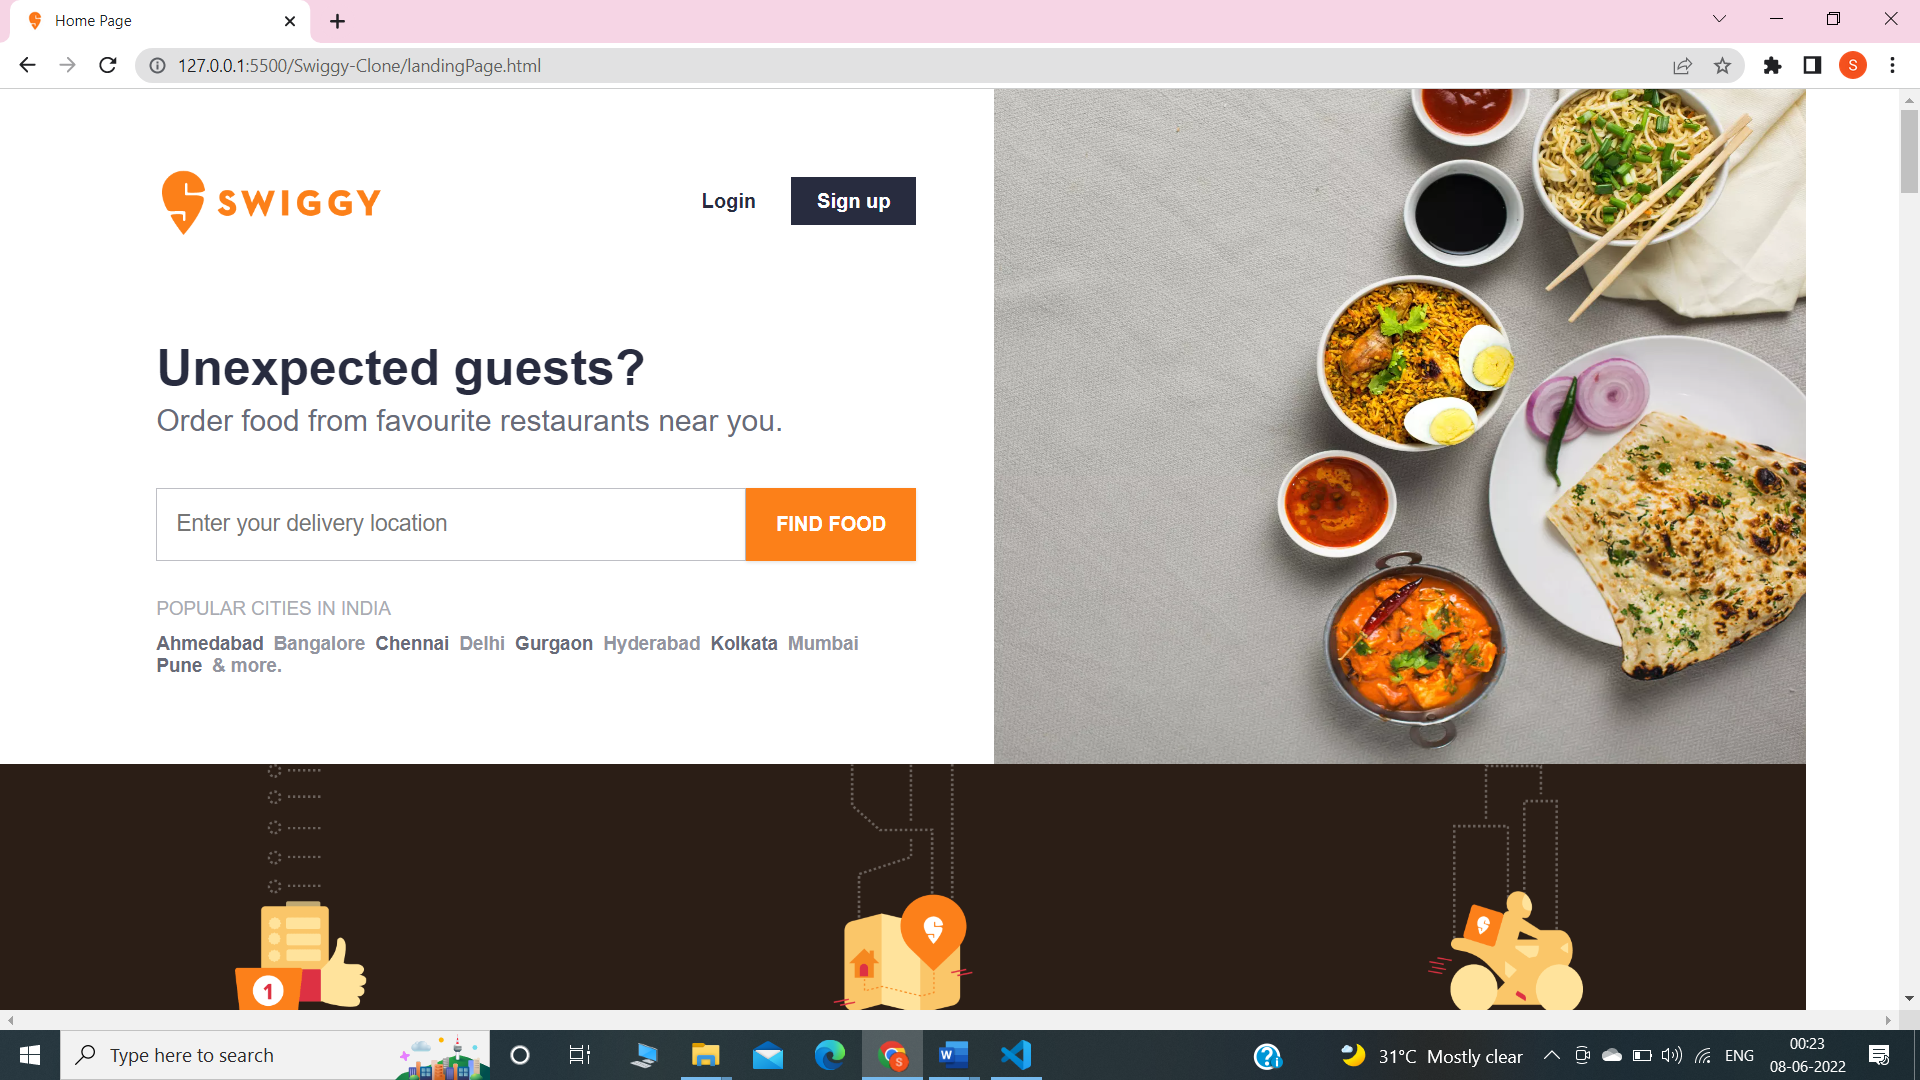 Home Page
127.0.0.1:5500/Swiggy-Clone/landingPage.html
S
SWIGGY
Login
Sign up
Unexpected guests?
Order food from favourite restaurants near you.
Enter your delivery location
FIND FOOD
POPULAR CITIES IN INDIA
Ahmedabad Bangalore Chennai Delhi Gurgaon Hyderabad Kolkata Mumbai
Pune & more.
1
Type here to search
31°C Mostly clear
ENG
00:23
08-06-2022